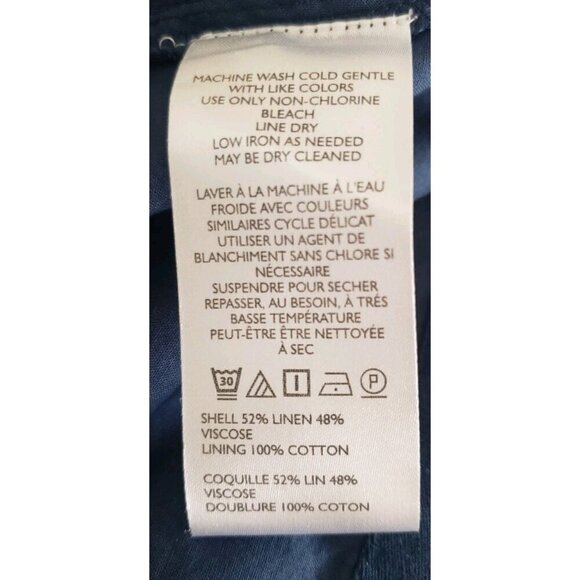 MACHINE WASH COLD GENTLE
WITH LIKE COLORS
USE ONLY NON-CHLORINE
BLEACH
LINE DRY
LOW IRON AS NEEDED
MAY BE DRY CLEANED
LAVER À LA MACHINE À L'EAU
FROIDE AVEC COULEURS
SIMILAIRES CYCLE DÉLICAT
UTILISER UN AGENT DE
BLANCHIMENT SANS CHLORE SI
NÉCESSAIRE
SUSPENDRE POUR SECHER
REPASSER, AU BESOIN, À TRÉS
BASSE TEMPÉRATURE
PEUT-ÊTRE ÊTRE NETTOYÉE
À SEC
30 P
SHELL 52% LINEN 48%
VISCOSE
LINING 100% COTTON
COQUILLE 52% LIN 48%
VISCOSE
DOUBLURE 100% COTON